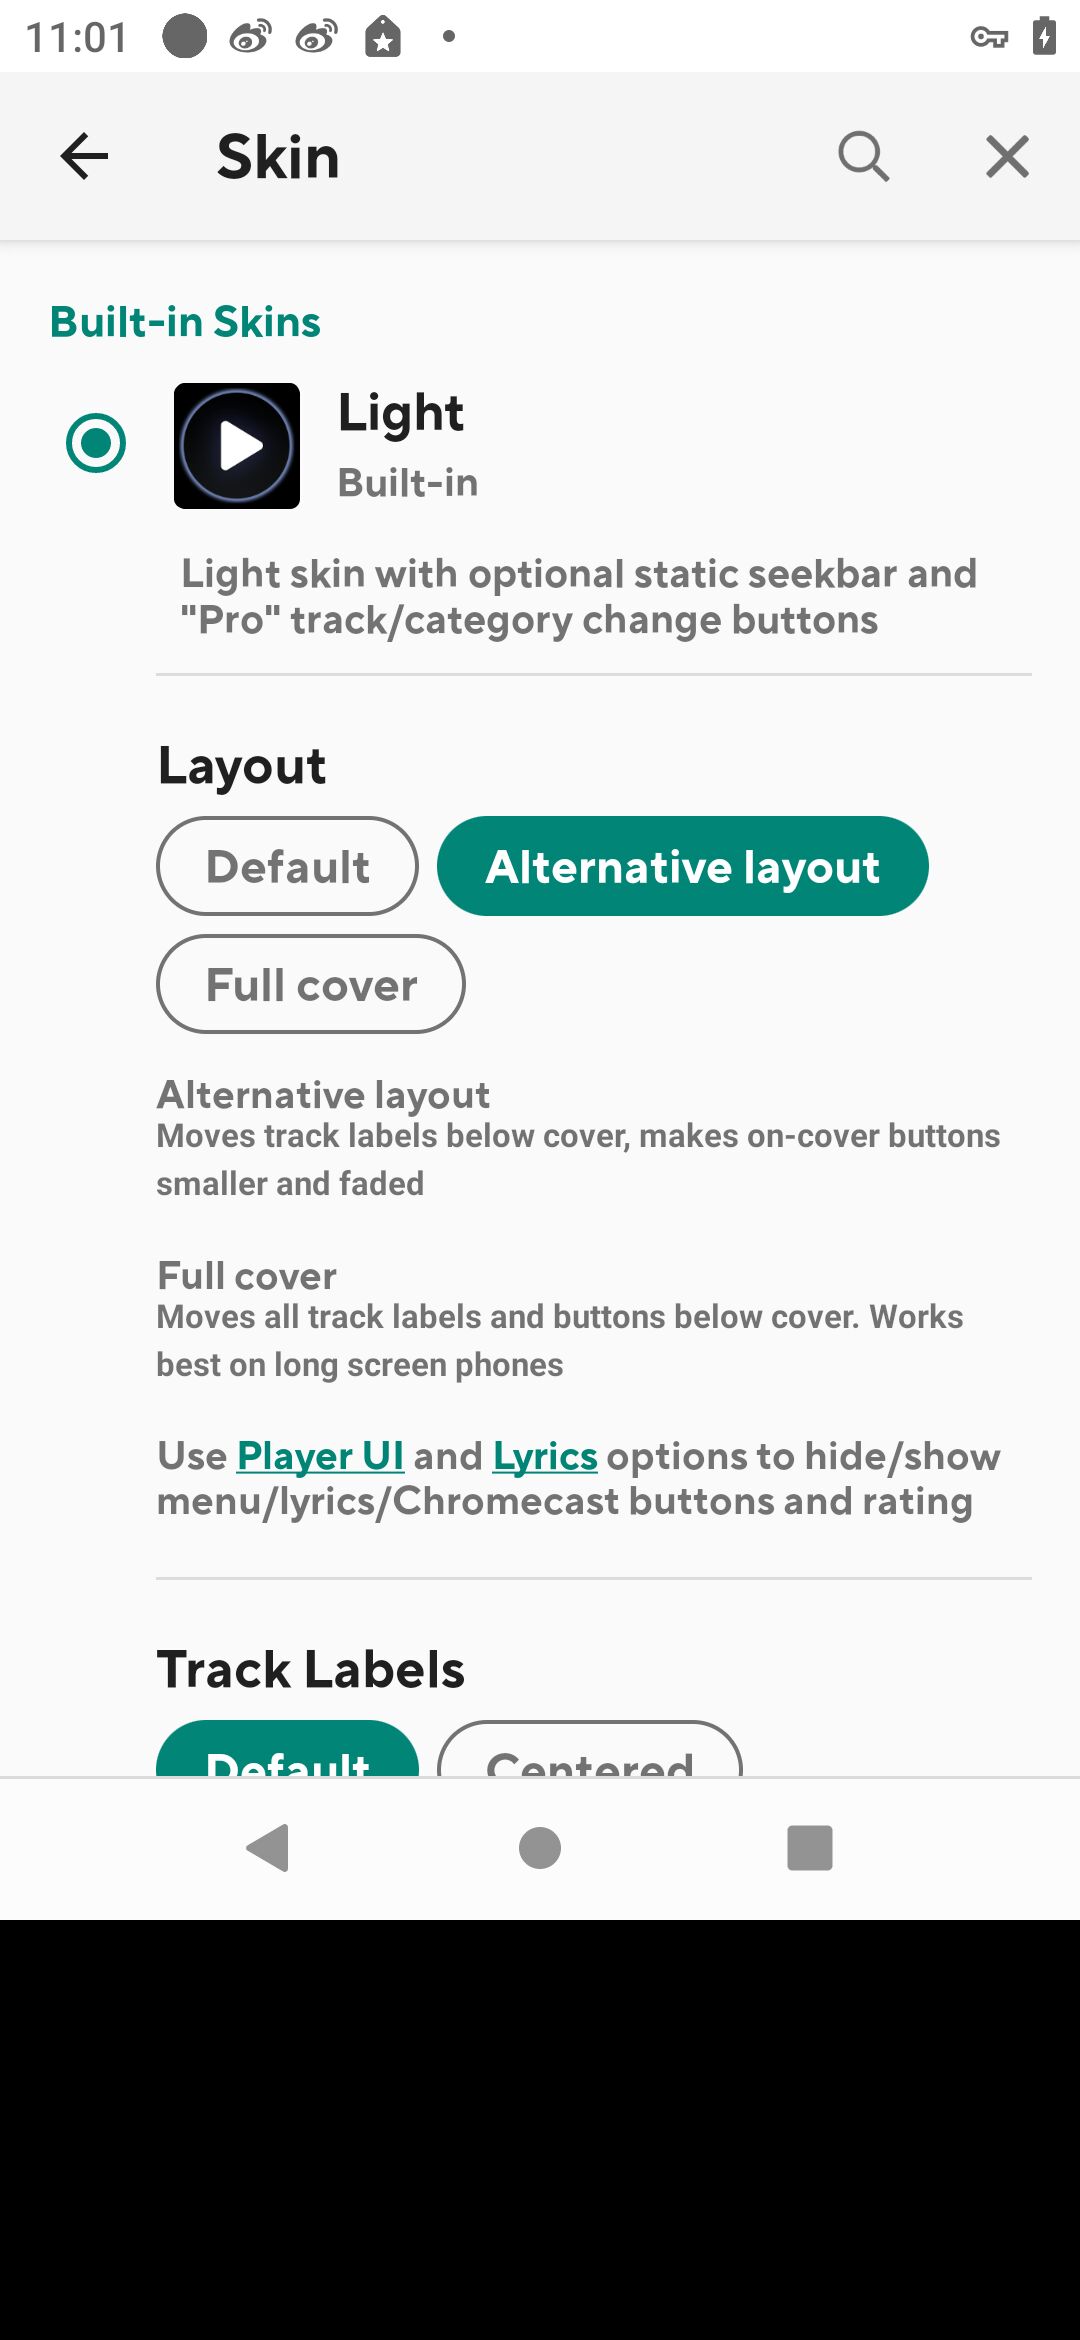 11:01
Skin
Built-in Skins
Light
Built-in
Light skin with optional static seekbar and
"Pro" track/category change buttons
Layout
Default
Alternative layout
Full cover
Alternative layout
Moves track labels below cover, makes on-cover buttons
smaller and faded
Full cover
Moves all track labels and buttons below cover. Works
best on long screen phones
Use Player UI and Lyrics options to hide/show
menu/lyrics/Chromecast buttons and rating
Track Labels
Default
Centered